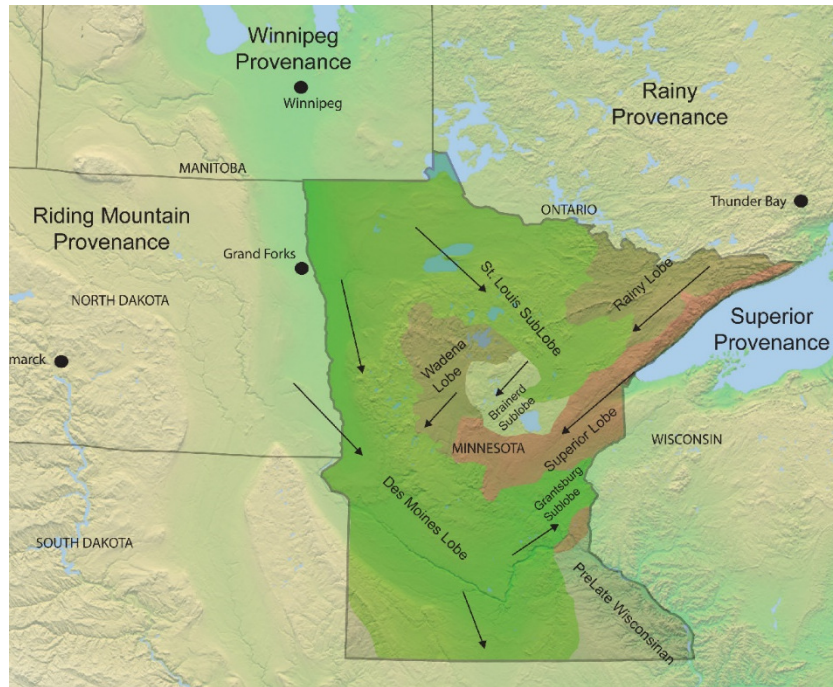 Winnipeg
Provenance
Winnipeg
Rainy
Provenance
MANITOBA
Thunder Bay
ONTARIO
Riding Mountain
Provenance
Grand Forks
St. Louis SubLobe
Rainy Lobe
NORTH DAKOTA
Superior
Provenance
marck
Wadena
Lobe
Brainerd
Sublobe
MINNESOTA
Superior Lobe
WISCONSIN
Grantsburg
Sublobe
Des Moines Lobe
SOUTH DAKOTA
PreLate Wisconsinan